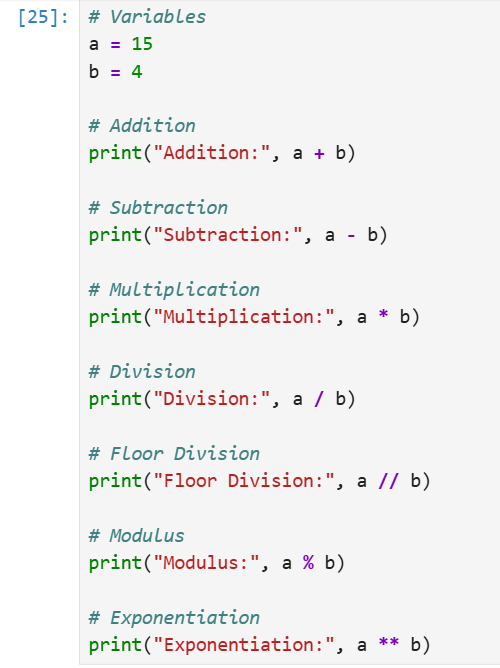 [25]: # Variables
a = 15
b = 4
# Addition
print("Addition:", a + b)
# Subtraction
print("Subtraction:", a - b)
# Multiplication
print("Multiplication:", a * b)
# Division
print("Division:", a / b)
# Floor Division
print("Floor Division:", a // b)
# Modulus
print("Modulus:", a % b)
# Exponentiation
print("Exponentiation:", a ** b)